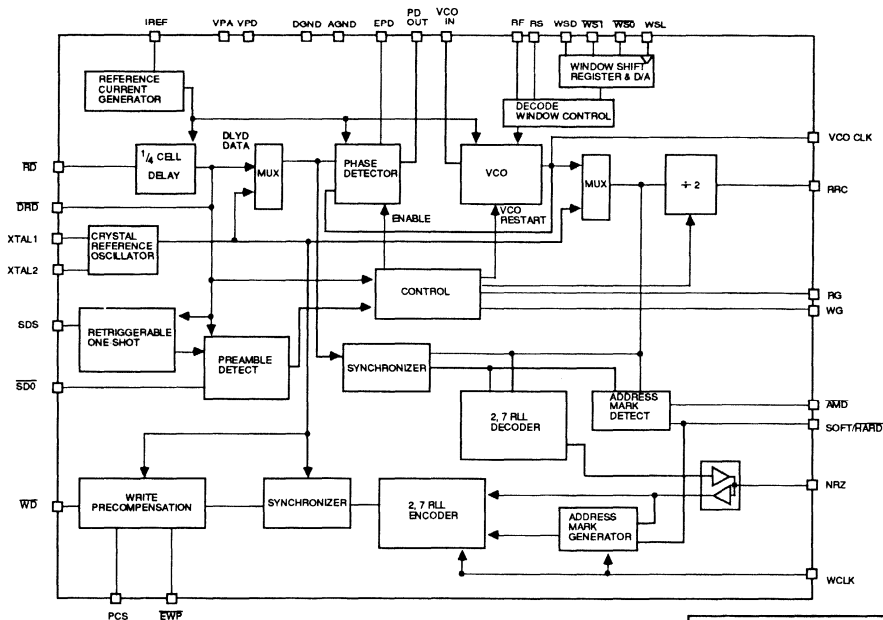 IREF
VPA VPD
DGND AGND
EPD
PD
OUT
VCO
IN
RF RS
WSD WS1 WS0 WSL
REFERENCE
CURRENT
GENERATOR
WINDOW SHIFT
REGISTER & D/A
DECODE
WINDOW CONTROL
VCO CLK
RD
1/4 CELL
DELAY
DLYD
DATA
MUX
PHASE
DETECTOR
VCO
MUX
÷ 2
RRC
DRD
ENABLE
VCO
RESTART
XTAL1
XTAL2
CRYSTAL
REFERENCE
OSCILLATOR
CONTROL
RG
WG
SDS
RETRIGGERABLE
ONE SHOT
PREAMBLE
DETECT
SYNCHRONIZER
SD0
2, 7 RLL
DECODER
ADDRESS
MARK
DETECT
AMD
SOFT/HARD
WD
WRITE
PRECOMPENSATION
SYNCHRONIZER
2, 7 RLL
ENCODER
ADDRESS
MARK
GENERATOR
NRZ
WCLK
PCS
EWP